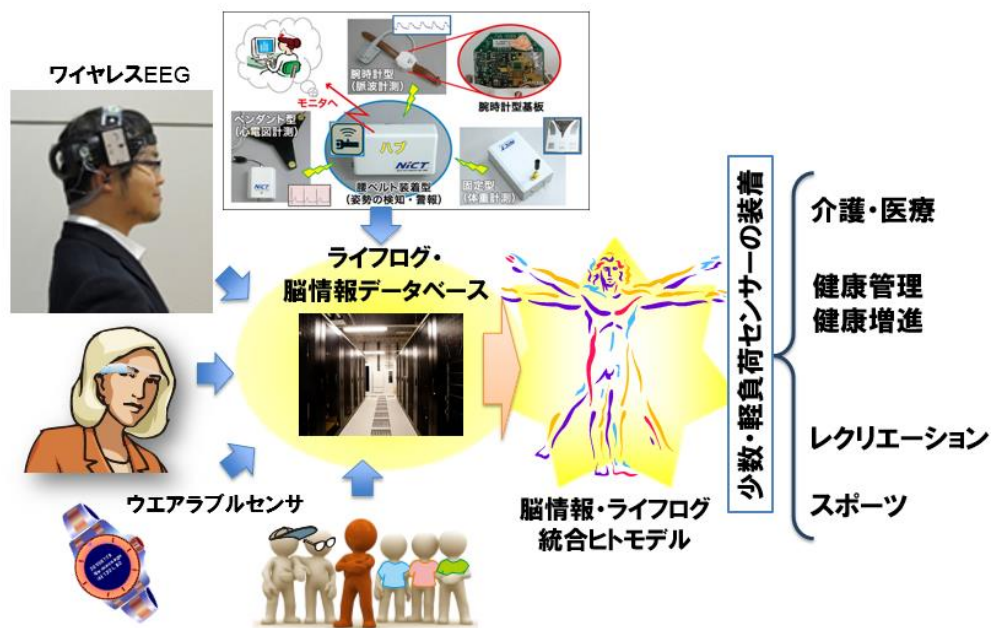 ワイヤレスEEG
モニタへ
腕時計型
(脈波計測)
腕時計型基板
ペンダント型
(心電図計測)
ハブ
NiCT
NiCT
NiCT
腰ベルト装着型
(姿勢の検知・警報)
固定型
(体重計測)
ライフログ・
脳情報データベース
ウエアラブルセンサ
脳情報・ライフログ
統合ヒトモデル
少数・軽負荷センサーの装着
介護・医療
健康管理
健康増進
レクリエーション
スポーツ